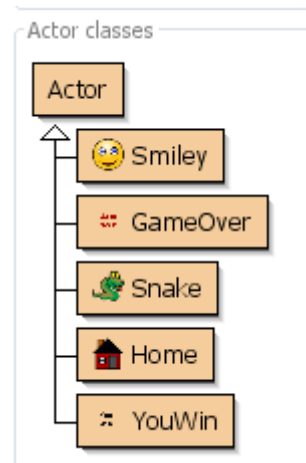 Actor classes
Actor
Smiley
GameOver
Snake
Home
YouWin